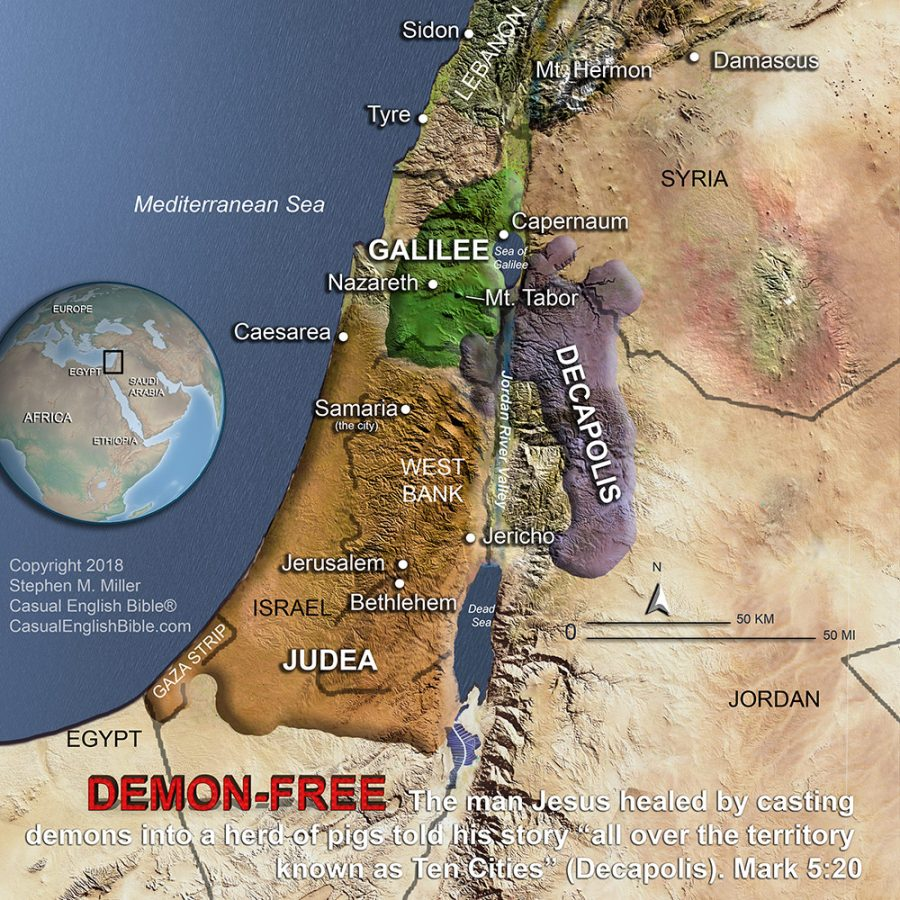 Sidon
LEBANON
Mt. Hermon
Damascus
Tyre
SYRIA
Mediterranean Sea
Capernaum
GALILEE
Sea of
Galilee
Nazareth
Mt. Tabor
EUROPE
Caesarea
EGYPT
SAUDI
ARABIA
AFRICA
ETHIOPIA
DECAPOLIS
Jordan River Valley
Samaria
(the city)
WEST
BANK
Jericho
Copyright 2018
Stephen M. Miller
Casual English Bible®
CasualEnglishBible.com
Jerusalem
Bethlehem
ISRAEL
Dead
Sea
N
0
50 KM
50 MI
GAZA STRIP
JUDEA
JORDAN
EGYPT
DEMON-FREE The man Jesus healed by casting
demons into a herd of pigs told his story “all over the territory
known as Ten Cities” (Decapolis). Mark 5:20